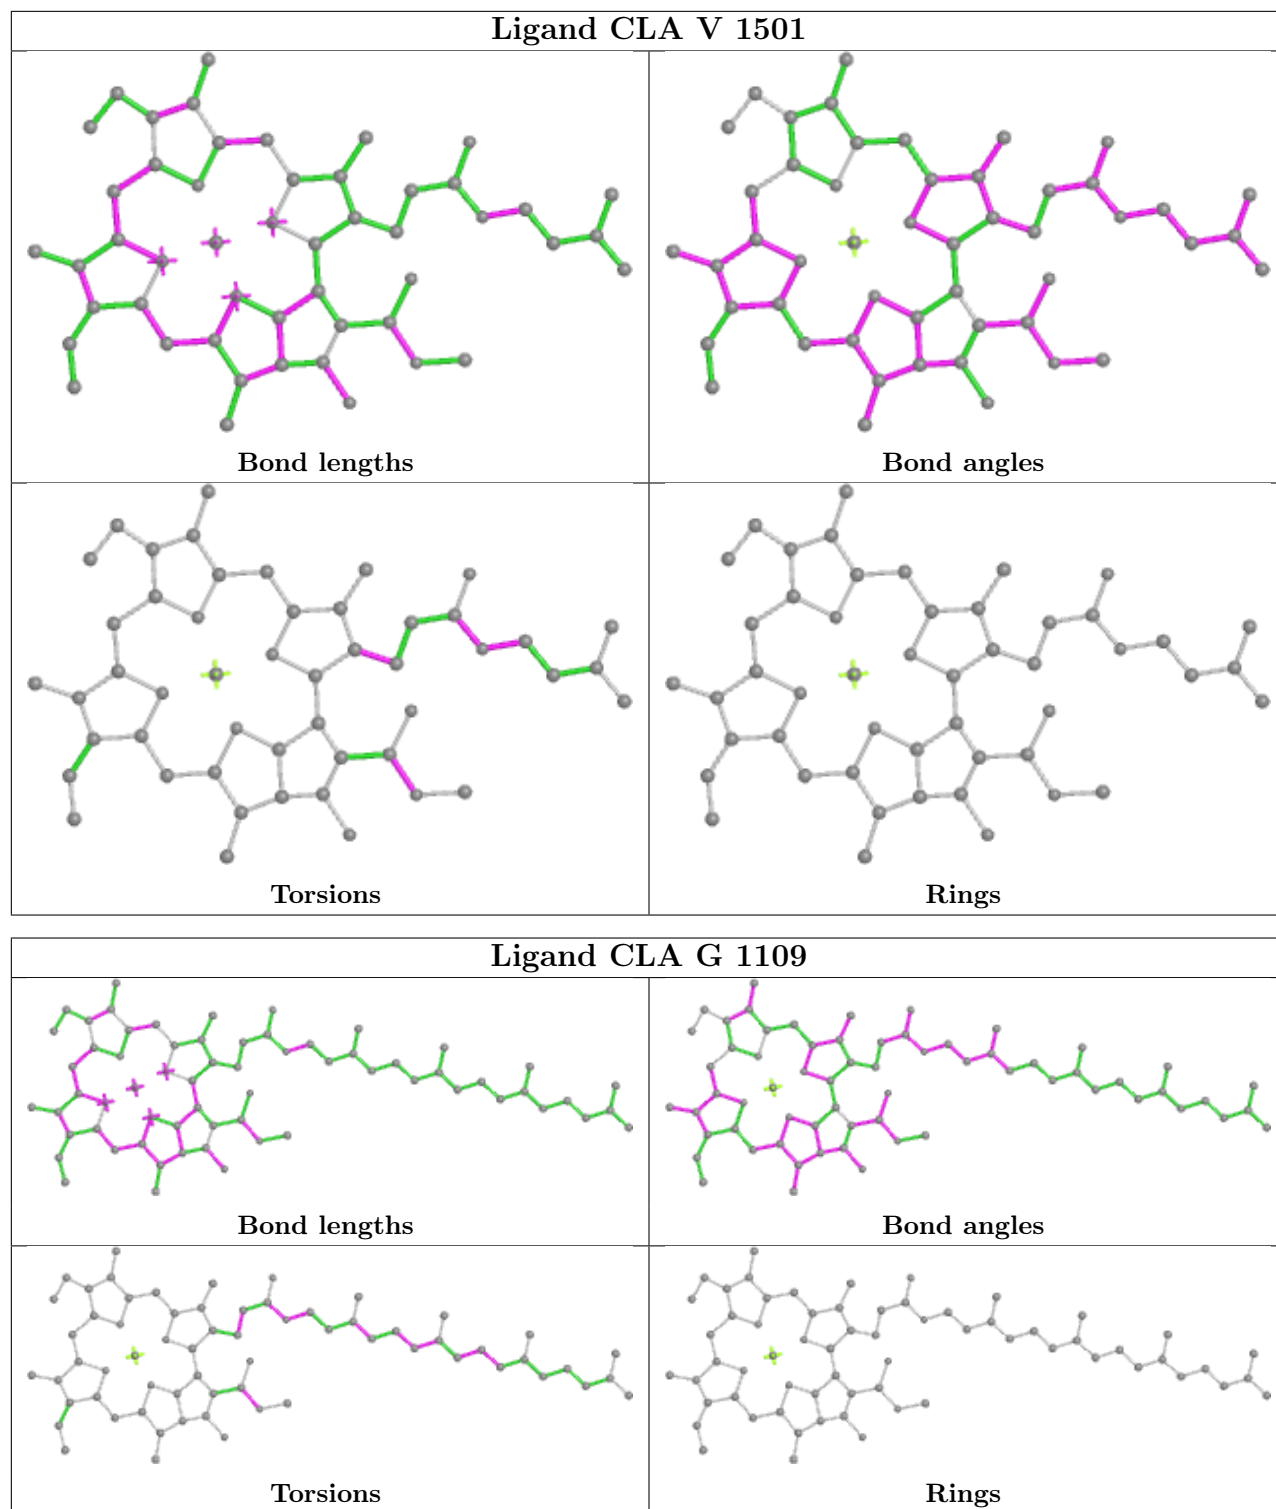 Ligand CLA V 1501
Bond lengths
Bond angles
Torsions
Rings
Ligand CLA G 1109
Bond lengths
Bond angles
Torsions
Rings